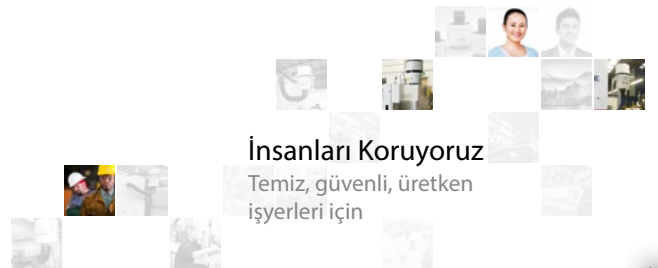 İnsanları Koruyoruz
Temiz, güvenli, üretken
işyerleri için